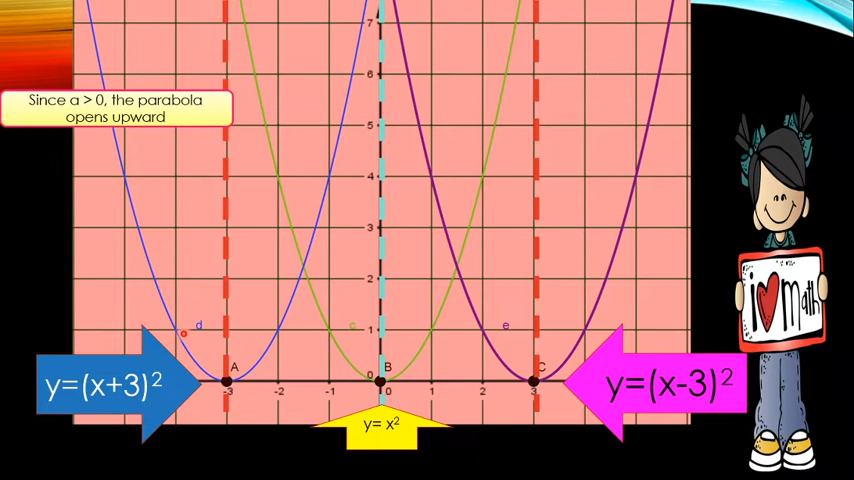 7
6
Since a > 0, the parabola
opens upward
5
4
3
2
d
c
1
e
A
0
B
C
-3
-2
-1
0
1
2
3
y=(x+3)²
y= x²
y=(x-3)²
i ♥ math